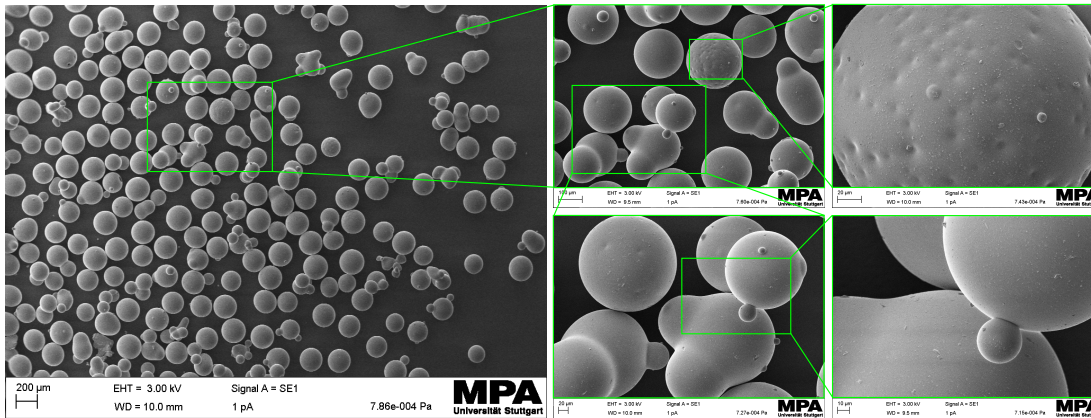 200 µm
EHT = 3.00 kV
Signal A = SE1
WD = 10.0 mm
1 pA
7.86e-004 Pa
MPA
Universität Stuttgart
100 µm
EHT = 3.00 kV
Signal A = SE1
WD = 9.5 mm
1 pA
7.60e-004 Pa
MPA
Universität Stuttgart
20 µm
EHT = 3.00 kV
Signal A = SE1
WD = 10.0 mm
1 pA
7.43e-004 Pa
MPA
Universität Stutt
20 µm
EHT = 3.00 kV
Signal A = SE1
WD = 10.0 mm
1 pA
7.27e-004 Pa
MPA
Universität Stuttgart
10 µm
EHT = 3.00 kV
Signal A = SE1
WD = 9.5 mm
1 pA
7.15e-004 Pa
MPA
Universität Stutt